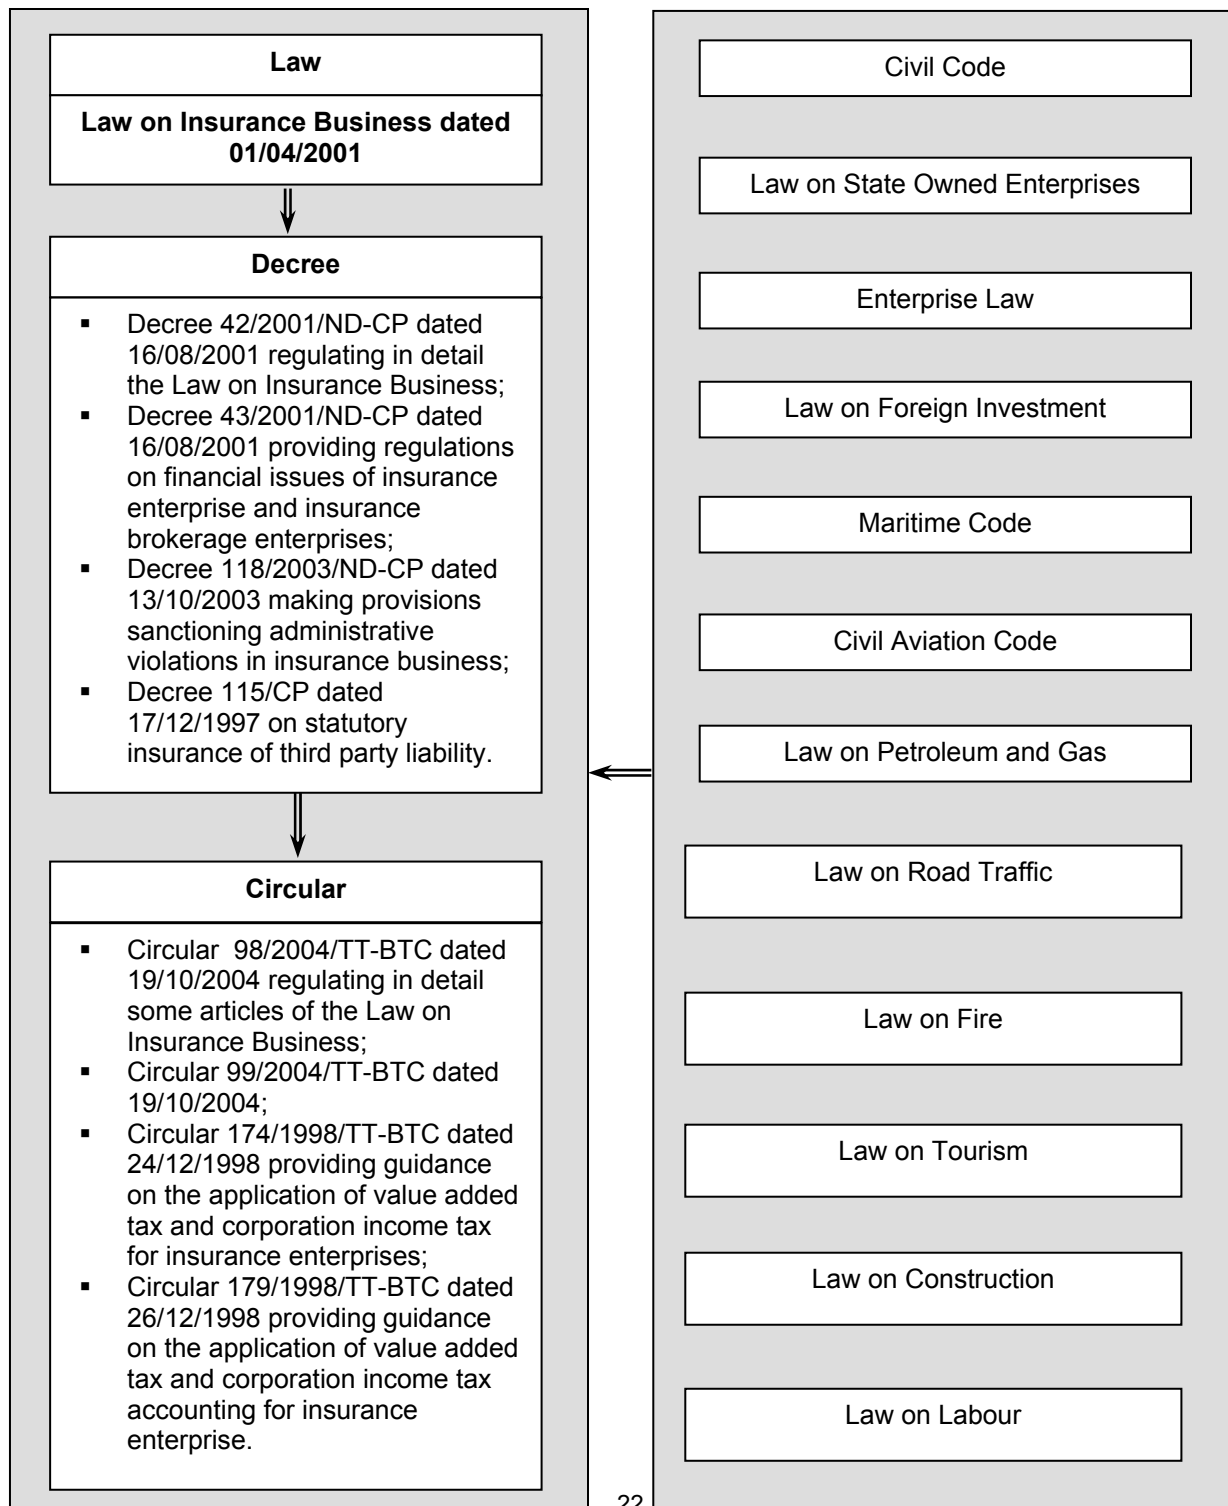 Law
Law on Insurance Business dated
01/04/2001
Decree
▪ Decree 42/2001/ND-CP dated
16/08/2001 regulating in detail
the Law on Insurance Business;
▪ Decree 43/2001/ND-CP dated
16/08/2001 providing regulations
on financial issues of insurance
enterprise and insurance
brokerage enterprises;
▪ Decree 118/2003/ND-CP dated
13/10/2003 making provisions
sanctioning administrative
violations in insurance business;
▪ Decree 115/CP dated
17/12/1997 on statutory
insurance of third party liability.
Circular
▪ Circular 98/2004/TT-BTC dated
19/10/2004 regulating in detail
some articles of the Law on
Insurance Business;
▪ Circular 99/2004/TT-BTC dated
19/10/2004;
▪ Circular 174/1998/TT-BTC dated
24/12/1998 providing guidance
on the application of value added
tax and corporation income tax
for insurance enterprises;
▪ Circular 179/1998/TT-BTC dated
26/12/1998 providing guidance
on the application of value added
tax and corporation income tax
accounting for insurance
enterprise.
Civil Code
Law on State Owned Enterprises
Enterprise Law
Law on Foreign Investment
Maritime Code
Civil Aviation Code
Law on Petroleum and Gas
Law on Road Traffic
Law on Fire
Law on Tourism
Law on Construction
Law on Labour
22